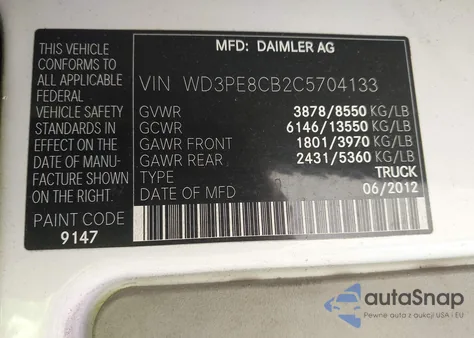 THIS VEHICLE
CONFORMS TO
ALL APPLICABLE
FEDERAL
VEHICLE SAFETY
STANDARDS IN
EFFECT ON THE
DATE OF MANU-
FACTURE SHOWN
ON THE RIGHT.
PAINT CODE
9147
MFD: DAIMLER AG
VIN WD3PE8CB2C5704133
GVWR 3878/8550 KG/LB
GCWR 6146/13550 KG/LB
GAWR FRONT 1801/3970 KG/LB
GAWR REAR 2431/5360 KG/LB
TYPE TRUCK
DATE OF MFD 06/2012
autoSnap
Pewne auta z aukcji USA i EU